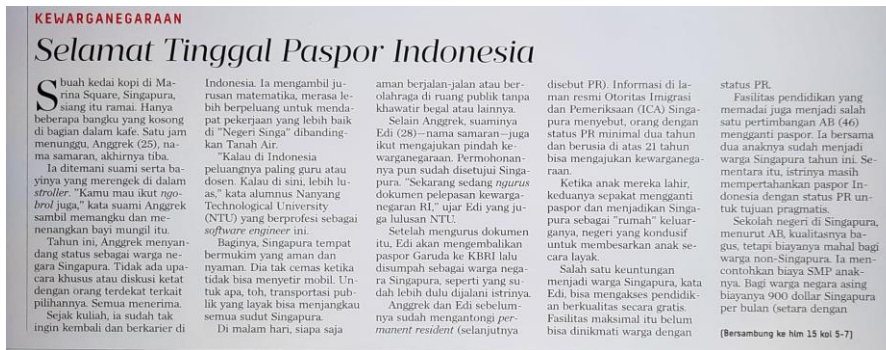 KEWARGANEGARAAN
Selamat Tinggal Paspor Indonesia
Sbuah kedai kopi di Ma-
rina Square, Singapura,
siang itu ramai. Hanya
beberapa bangku yang kosong
di bagian dalam kafe. Satu jam
menunggu, Anggrek (25), na-
ma samaran, akhirnya tiba.
Ia ditemani suami serta ba-
yinya yang merengek di dalam
stroller. "Kamu mau ikut ngo-
brol juga," kata suami Anggrek
sambil memangku dan me-
nenangkan bayi mungil itu.
Tahun ini, Anggrek menyan-
dang status sebagai warga ne-
gara Singapura. Tidak ada upa-
cara khusus atau diskusi ketat
dengan orang terdekat terkait
pilihannya. Semua menerima.
Sejak kuliah, ia sudah tak
ingin kembali dan berkarier di
Indonesia. Ia mengambil ju-
rusan matematika, merasa le-
bih berpeluang untuk menda-
pat pekerjaan yang lebih baik
di "Negeri Singa" dibanding-
kan Tanah Air.
"Kalau di Indonesia
peluangnya paling guru atau
dosen. Kalau di sini, lebih lu-
as," kata alumnus Nanyang
Technological University
(NTU) yang berprofesi sebagai
software engineer ini.
Baginya, Singapura tempat
bermukim yang aman dan
nyaman. Dia tak cemas ketika
tidak bisa menyetir mobil. Un-
tuk apa, toh, transportasi pub-
lik yang layak bisa menjangkau
semua sudut Singapura.
Di malam hari, siapa saja
aman berjalan-jalan atau ber-
olahraga di ruang publik tanpa
khawatir begal atau lainnya.
Selain Anggrek, suaminya
Edi (28)—nama samaran—juga
ikut mengajukan pindah ke-
warganegaraan. Permohonan-
nya pun sudah disetujui Singa-
pura. "Sekarang sedang ngurus
dokumen pelepasan kewarga-
negaran RI," ujar Edi yang ju-
ga lulusan NTU.
Setelah mengurus dokumen
itu, Edi akan mengembalikan
paspor Garuda ke KBRI lalu
disumpah sebagai warga nega-
ra Singapura, seperti yang su-
dah lebih dulu dijalani istrinya.
Anggrek dan Edi sebelum-
nya sudah mengantongi per-
manent resident (selanjutnya
disebut PR). Informasi di la-
man resmi Otoritas Imigrasi
dan Pemeriksaan (ICA) Singa-
pura menyebut, orang dengan
status PR minimal dua tahun
dan berusia di atas 21 tahun
bisa mengajukan kewarganega-
raan.
Ketika anak mereka lahir,
keduanya sepakat mengganti
paspor dan menjadikan Singa-
pura sebagai "rumah" keluar-
ganya, negeri yang kondusif
untuk membesarkan anak se-
cara layak.
Salah satu keuntungan
menjadi warga Singapura, kata
Edi, bisa mengakses pendidik-
an berkualitas secara gratis.
Fasilitas maksimal itu belum
bisa dinikmati warga dengan
status PR.
Fasilitas pendidikan yang
memadai juga menjadi salah
satu pertimbangan AB (46)
mengganti paspor. Ia bersama
dua anaknya sudah menjadi
warga Singapura tahun ini. Se-
mentara itu, istrinya masih
mempertahankan paspor In-
donesia dengan status PR un-
tuk tujuan pragmatis.
Sekolah negeri di Singapura,
menurut AB, kualitasnya ba-
gus, tetapi biayanya mahal bagi
warga non-Singapura. Ia men-
contohkan biaya SMP anak-
nya. Bagi warga negara asing
biayanya 900 dollar Singapura
per bulan (setara dengan
(Bersambung ke hlm 15 kol 5-7)